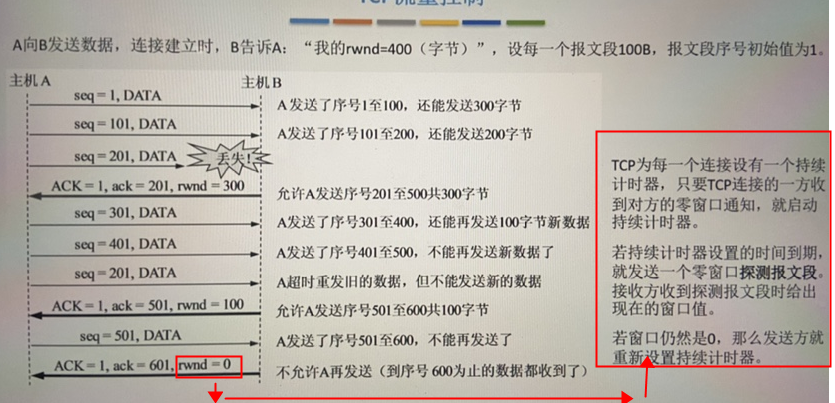 TCP流量控制
A向B发送数据，连接建立时，B告诉A：“我的rwnd=400（字节）”，设每一个报文段100B，报文段序号初始值为1。
主机A 主机B
seq = 1, DATA
A发送了序号1至100，还能发送300字节
seq = 101, DATA
A发送了序号101至200，还能发送200字节
seq = 201, DATA
丢失!
ACK = 1, ack = 201, rwnd = 300
允许A发送序号201至500共300字节
seq = 301, DATA
A发送了序号301至400，还能再发送100字节新数据
seq = 401, DATA
A发送了序号401至500，不能再发送新数据了
seq = 201, DATA
A超时重发旧的数据，但不能发送新的数据
ACK = 1, ack = 501, rwnd = 100
允许A发送序号501至600共100字节
seq = 501, DATA
A发送了序号501至600，不能再发送了
ACK = 1, ack = 601, rwnd = 0
不允许A再发送（到序号600为止的数据都收到了）
TCP为每一个连接设有一个持续
计时器，只要TCP连接的一方收
到对方的零窗口通知，就启动
持续计时器。
若持续计时器设置的时间到期，
就发送一个零窗口探测报文段。
接收方收到探测报文段时给出
现在的窗口值。
若窗口仍然是0，那么发送方就
重新设置持续计时器。